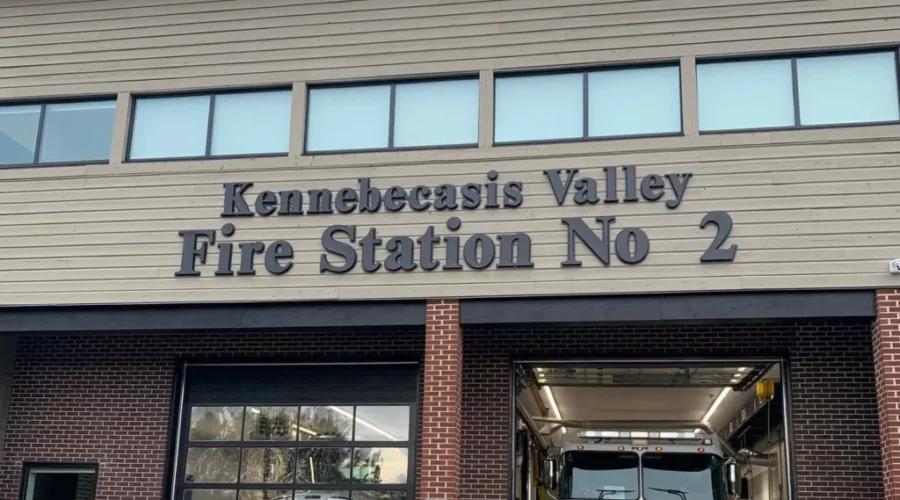 Kennebecasis Valley
Fire Station No 2